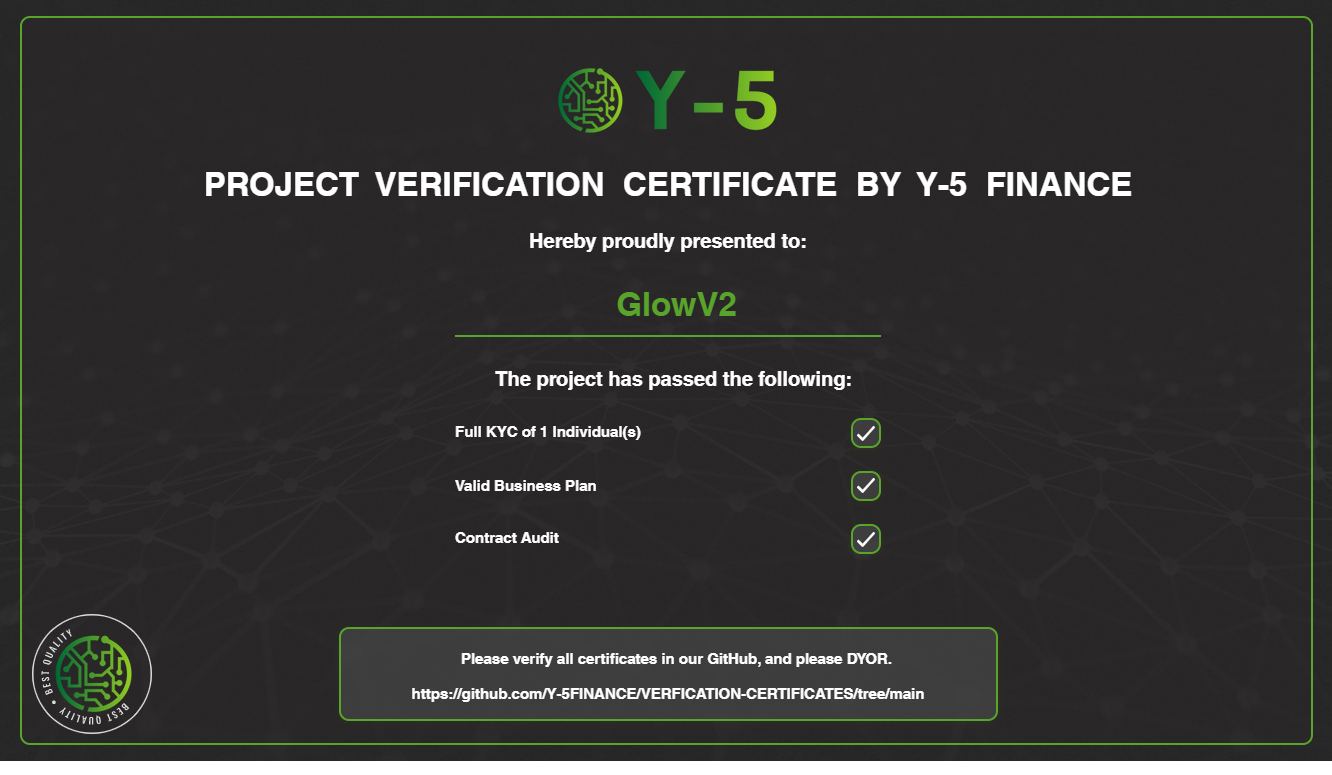 Y-5
PROJECT VERIFICATION CERTIFICATE BY Y-5 FINANCE
Hereby proudly presented to:
GlowV2
The project has passed the following:
Full KYC of 1 Individual(s)
Valid Business Plan
Contract Audit
BEST QUALITY • BEST QUALITY
Please verify all certificates in our GitHub, and please DYOR.
https://github.com/Y-5FINANCE/VERFICATION-CERTIFICATES/tree/main